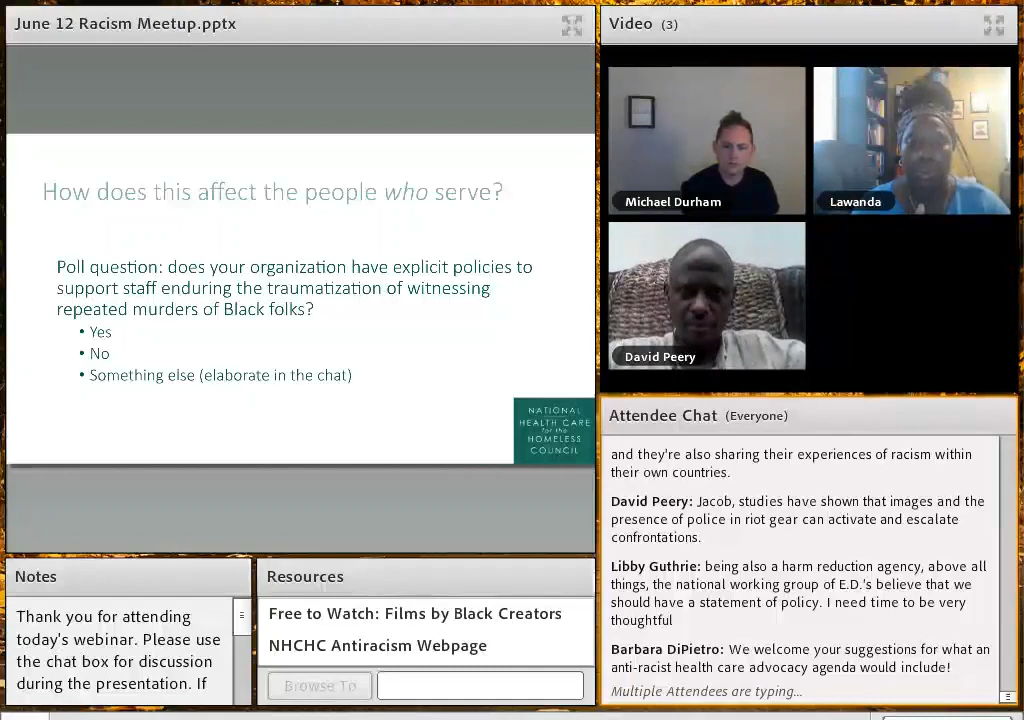 June 12 Racism Meetup.pptx
How does this affect the people who serve?
Poll question: does your organization have explicit policies to
support staff enduring the traumatization of witnessing
repeated murders of Black folks?
• Yes
• No
• Something else (elaborate in the chat)
NATIONAL
HEALTH CARE
for the
HOMELESS
COUNCIL
Video (3)
Michael Durham
Lawanda
David Peery
Attendee Chat (Everyone)
and they're also sharing their experiences of racism within
their own countries.
David Peery: Jacob, studies have shown that images and the
presence of police in riot gear can activate and escalate
confrontations.
Libby Guthrie: being also a harm reduction agency, above all
things, the national working group of E.D.'s believe that we
should have a statement of policy. I need time to be very
thoughtful
Barbara DiPietro: We welcome your suggestions for what an
anti-racist health care advocacy agenda would include!
Multiple Attendees are typing...
Notes
Thank you for attending
today's webinar. Please use
the chat box for discussion
during the presentation. If
Resources
Free to Watch: Films by Black Creators
NHCHC Antiracism Webpage
Browse To